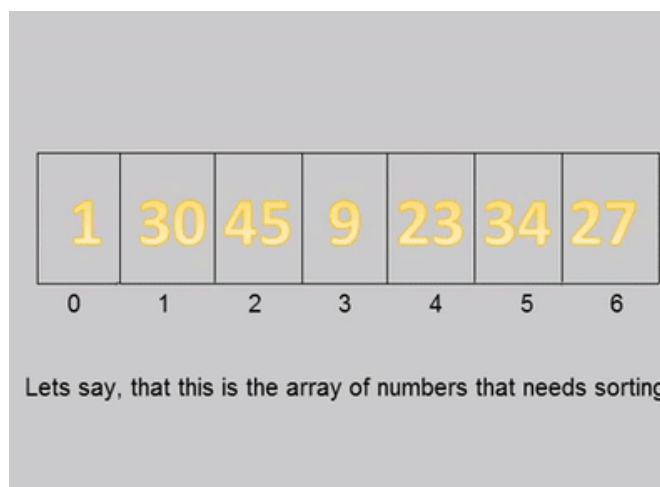 1 30 45 9 23 34 27
0 1 2 3 4 5 6
Lets say, that this is the array of numbers that needs sorting